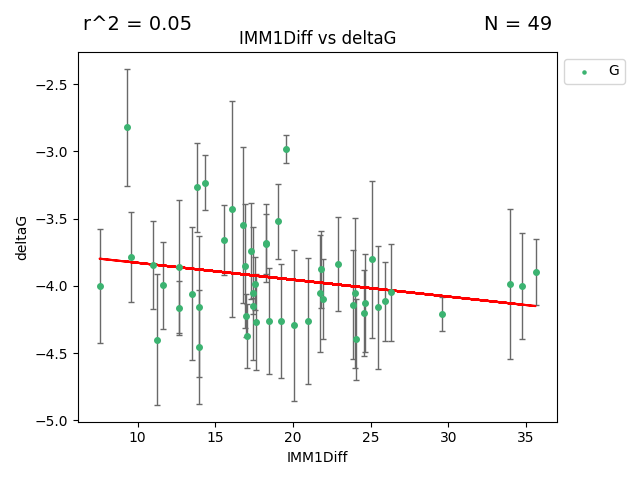 r^2 = 0.05
N = 49
IMM1Diff vs deltaG
G
deltaG
−2.5
−3.0
−3.5
−4.0
−4.5
−5.0
10 15 20 25 30 35
IMM1Diff